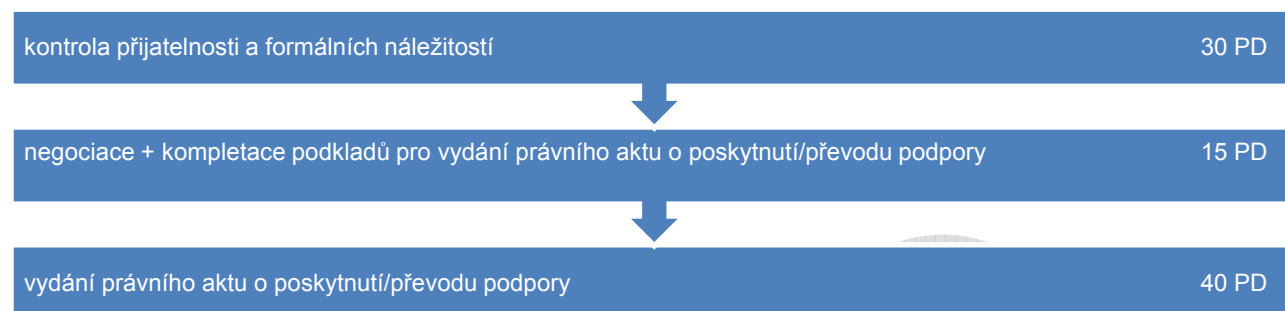 kontrola přijatelnosti a formálních náležitostí 30 PD
negociace + kompletace podkladů pro vydání právního aktu o poskytnutí/převodu podpory 15 PD
vydání právního aktu o poskytnutí/převodu podpory 40 PD